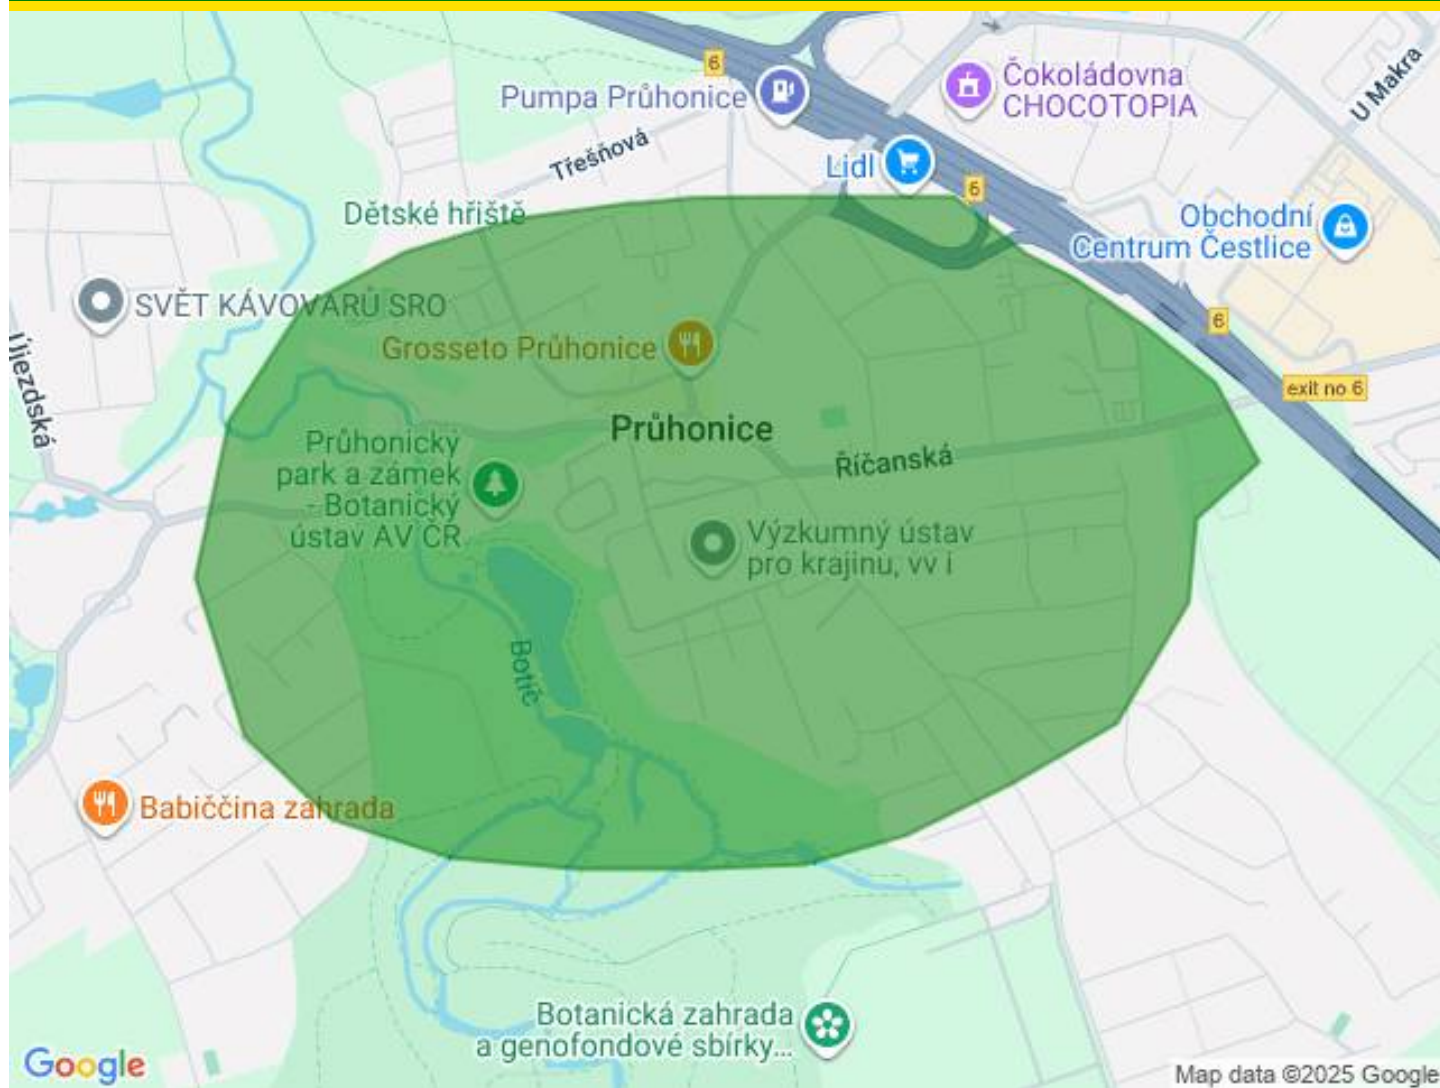 6
Pumpa Průhonice
Čokoládovna
CHOCOTOPIA
U Makra
Třešňová
Lidl
6
Dětské hřiště
Obchodní
Centrum Čestlice
SVĚT KÁVOVARŮ SRO
6
Grosseto Průhonice
Újezdská
exit no 6
Průhonice
Průhonický
park a zámek
- Botanický
ústav AV ČR
Říčanská
Výzkumný ústav
pro krajinu, vv i
Botič
Babiččina zahrada
Botanická zahrada
a genofondové sbírky...
Google
Map data ©2025 Google